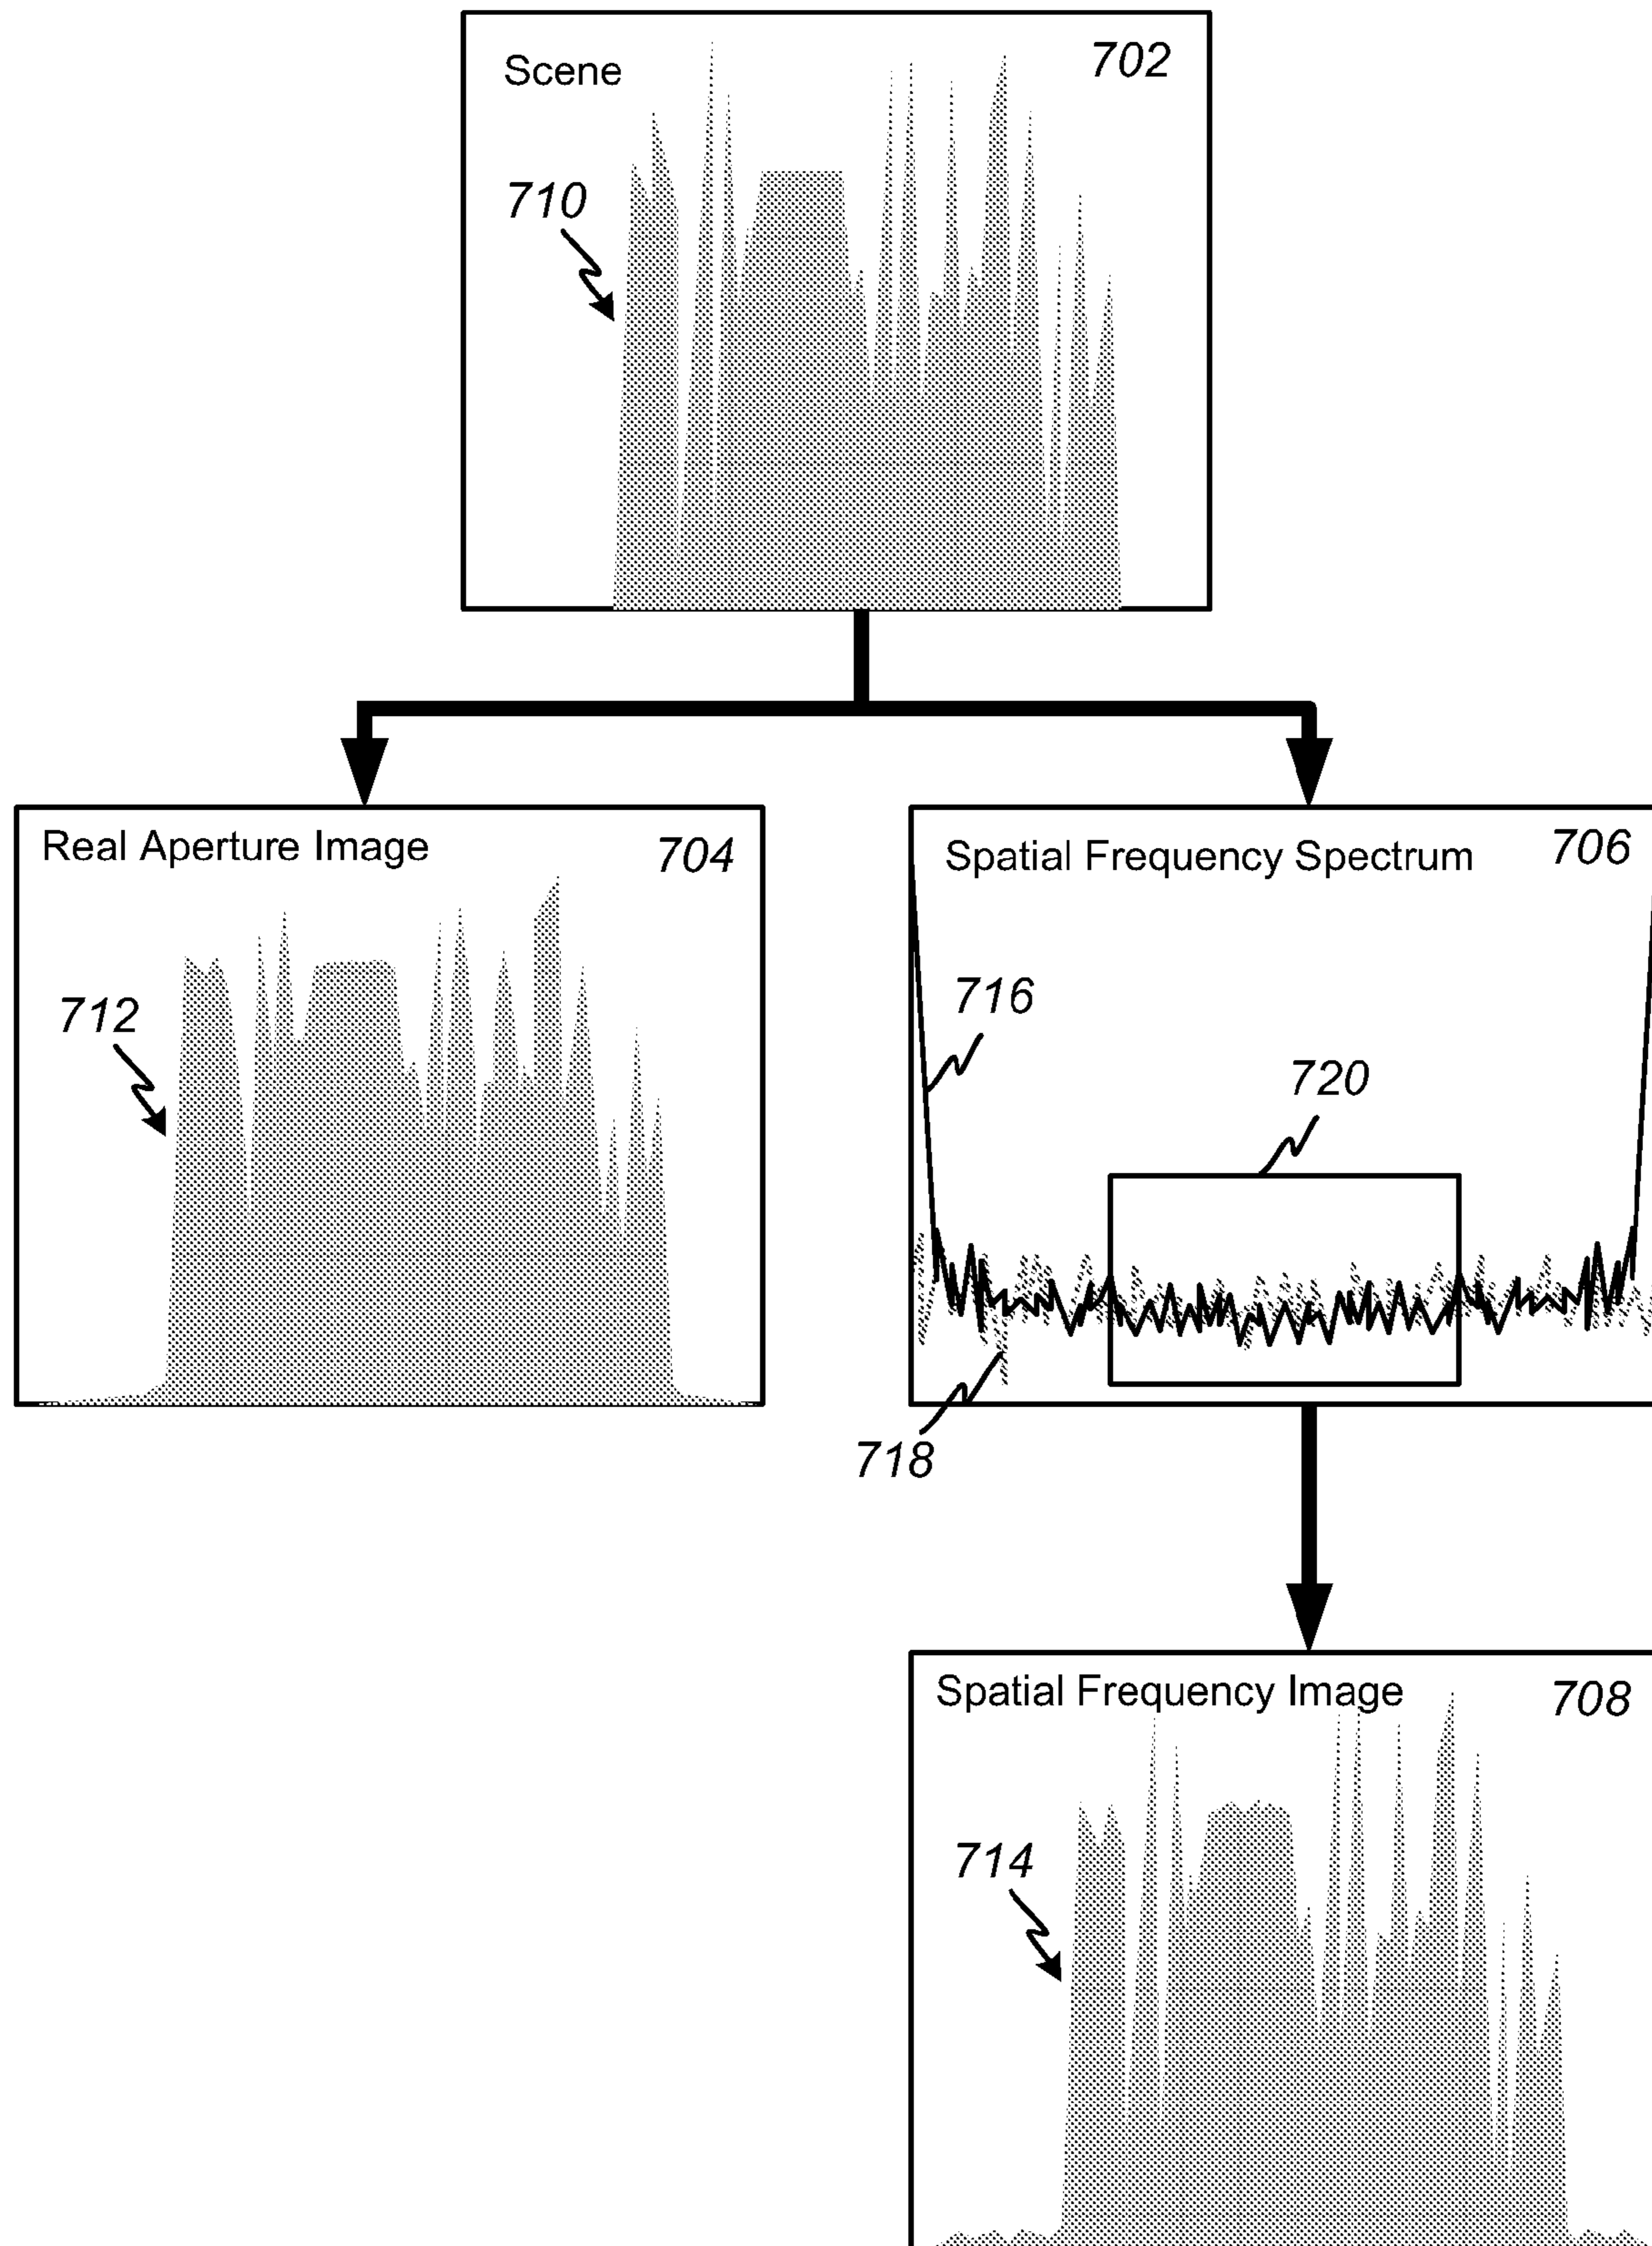 Scene 702
710
Real Aperture Image 704
Spatial Frequency Spectrum 706
712
716
720
718
Spatial Frequency Image 708
714